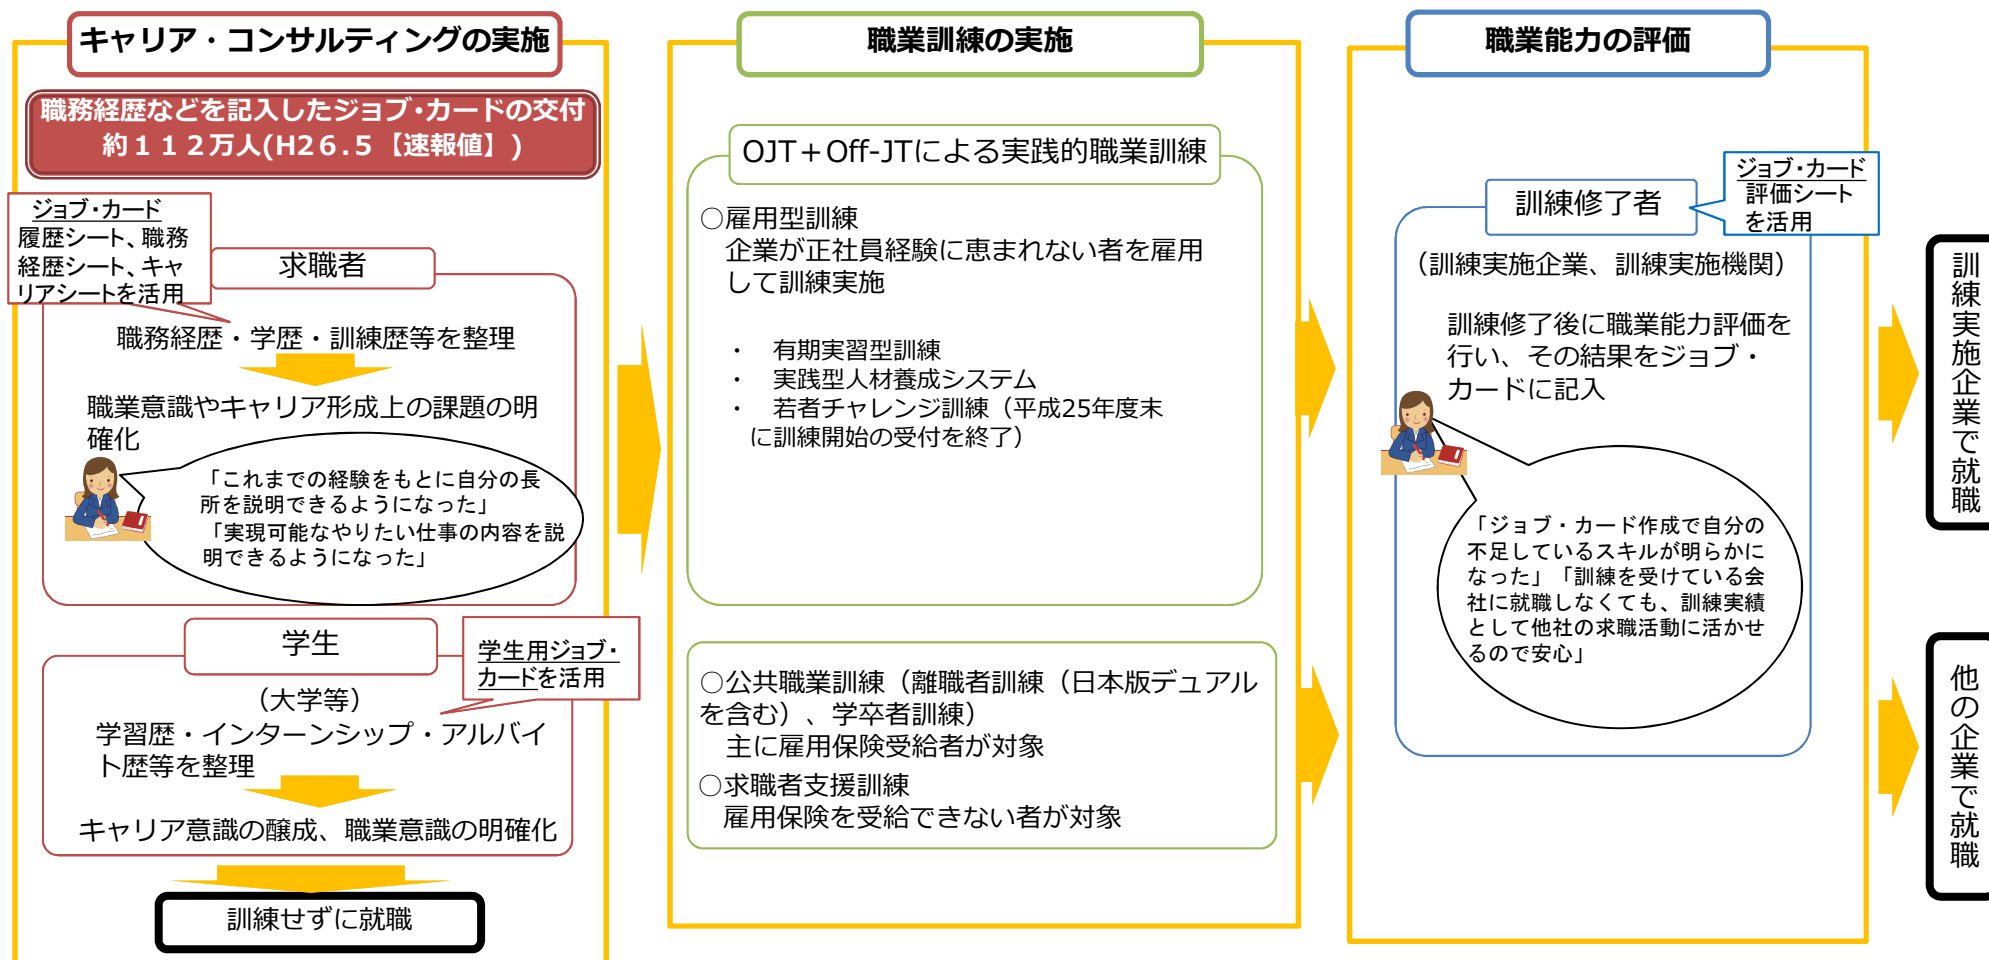 キャリア・コンサルティングの実施
職務経歴などを記入したジョブ・カードの交付
約１１２万人(H26.5【速報値】)
ジョブ・カード
履歴シート、職務
経歴シート、キャ
リアシートを活用
求職者
職務経歴・学歴・訓練歴等を整理
職業意識やキャリア形成上の課題の明
確化
「これまでの経験をもとに自分の長
所を説明できるようになった」
「実現可能なやりたい仕事の内容を説
明できるようになった」
学生
学生用ジョブ・
カードを活用
（大学等）
学習歴・インターンシップ・アルバイ
ト歴等を整理
キャリア意識の醸成、職業意識の明確化
訓練せずに就職
職業訓練の実施
OJT＋Off-JTによる実践的職業訓練
○雇用型訓練
企業が正社員経験に恵まれない者を雇用
して訓練実施
・　有期実習型訓練
・　実践型人材養成システム
・　若者チャレンジ訓練（平成25年度末
に訓練開始の受付を終了）
○公共職業訓練（離職者訓練（日本版デュアル
を含む）、学卒者訓練）
主に雇用保険受給者が対象
○求職者支援訓練
雇用保険を受給できない者が対象
職業能力の評価
ジョブ・カード
評価シート
を活用
訓練修了者
（訓練実施企業、訓練実施機関）
訓練修了後に職業能力評価を
行い、その結果をジョブ・
カードに記入
「ジョブ・カード作成で自分の
不足しているスキルが明らかに
なった」「訓練を受けている会
社に就職しなくても、訓練実績
として他社の求職活動に活かせ
るので安心」
訓練実施企業で就職
他の企業で就職